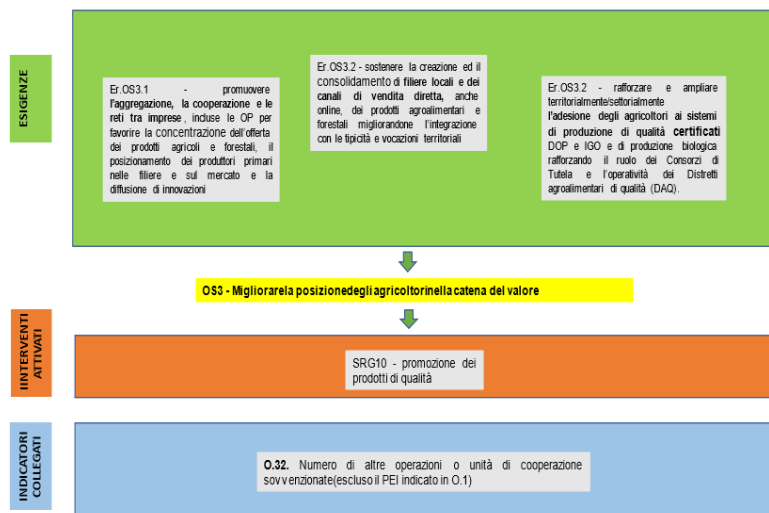 ESIGENZE
Er.OS3.1 - promuovere
l'aggregazione, la cooperazione e le
reti tra imprese, incluse le OP per
favorire la concentrazione dell'offerta
dei prodotti agricoli e forestali, il
posizionamento dei produttori primari
nelle filiere e sul mercato e la
diffusione di innovazioni
Er.OS3.2 - sostenere la creazione ed il
consolidamento di filiere locali e dei
canali di vendita diretta, anche
online, dei prodotti agroalimentari e
forestali migliorandone l'integrazione
con le tipicità e vocazioni territoriali
Er.OS3.2 - rafforzare e ampliare
territorialmente/settorialmente
l'adesione degli agricoltori ai sistemi
di produzione di qualità certificati
DOP e IGO e di produzione biologica
rafforzando il ruolo dei Consorzi di
Tutela e l'operatività dei Distretti
agroalimentari di qualità (DAQ).
OS3 - Migliorarela posizionedegli agricoltorinella catena del valore
IINTERVENTI
ATTIVATI
SRG10 - promozione dei
prodotti di qualità
INDICATORI
COLLEGATI
O.32. Numero di altre operazioni o unità di cooperazione
sovvenzionate(escluso il PEI indicato in O.1)